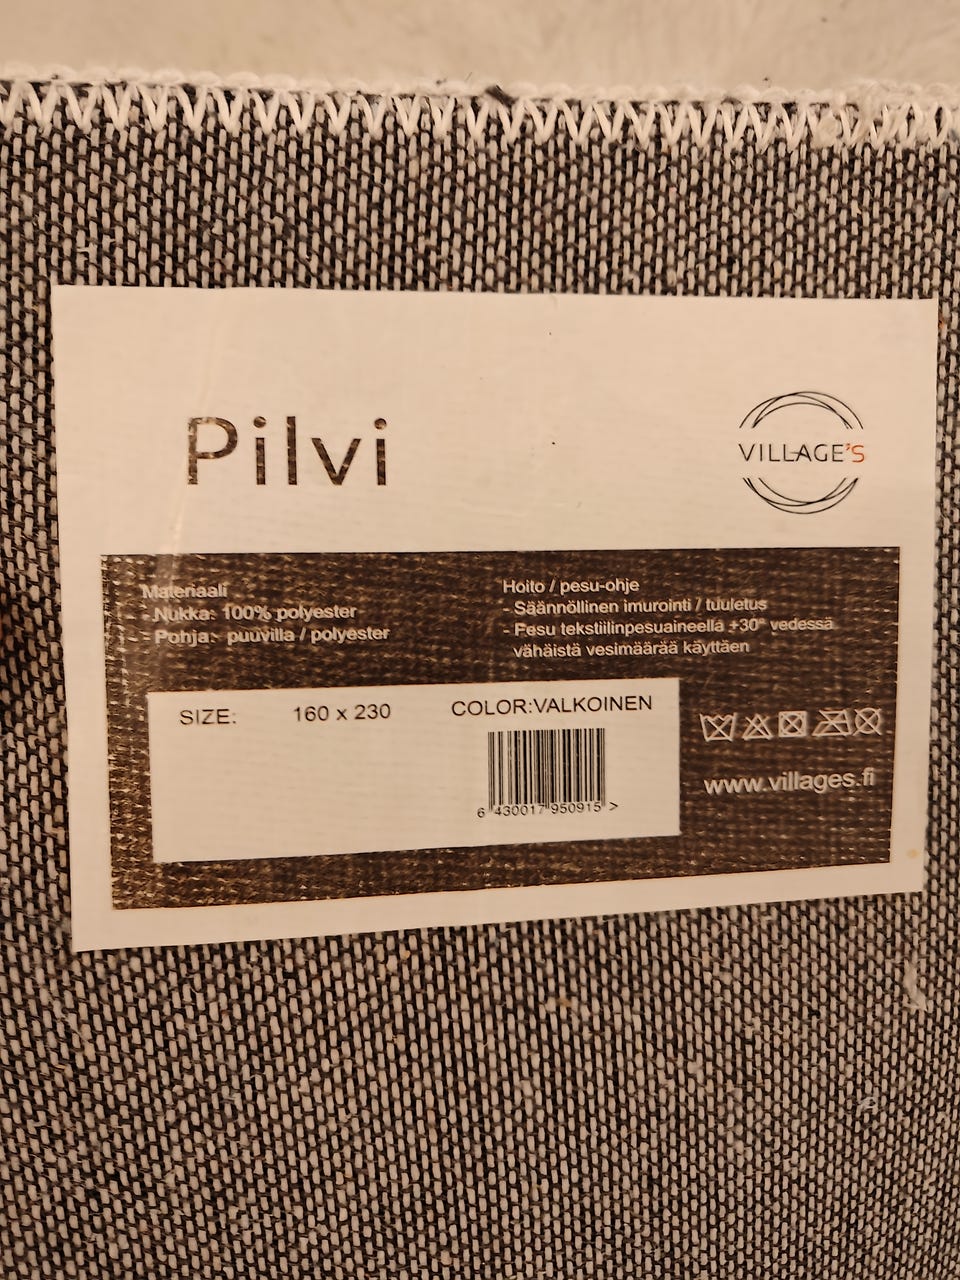 Pilvi
VILLAGE'S
Materiaali
- Nukka: 100% polyester
- Pohja: puuvilla / polyester
Hoito / pesu-ohje
- Säännöllinen imurointi / tuuletus
- Pesu tekstiilinpesuaineella +30° vedessä
vähäistä vesimäärää käyttäen
SIZE: 160 x 230 COLOR:VALKOINEN
6 430017 950915 >
www.villages.fi